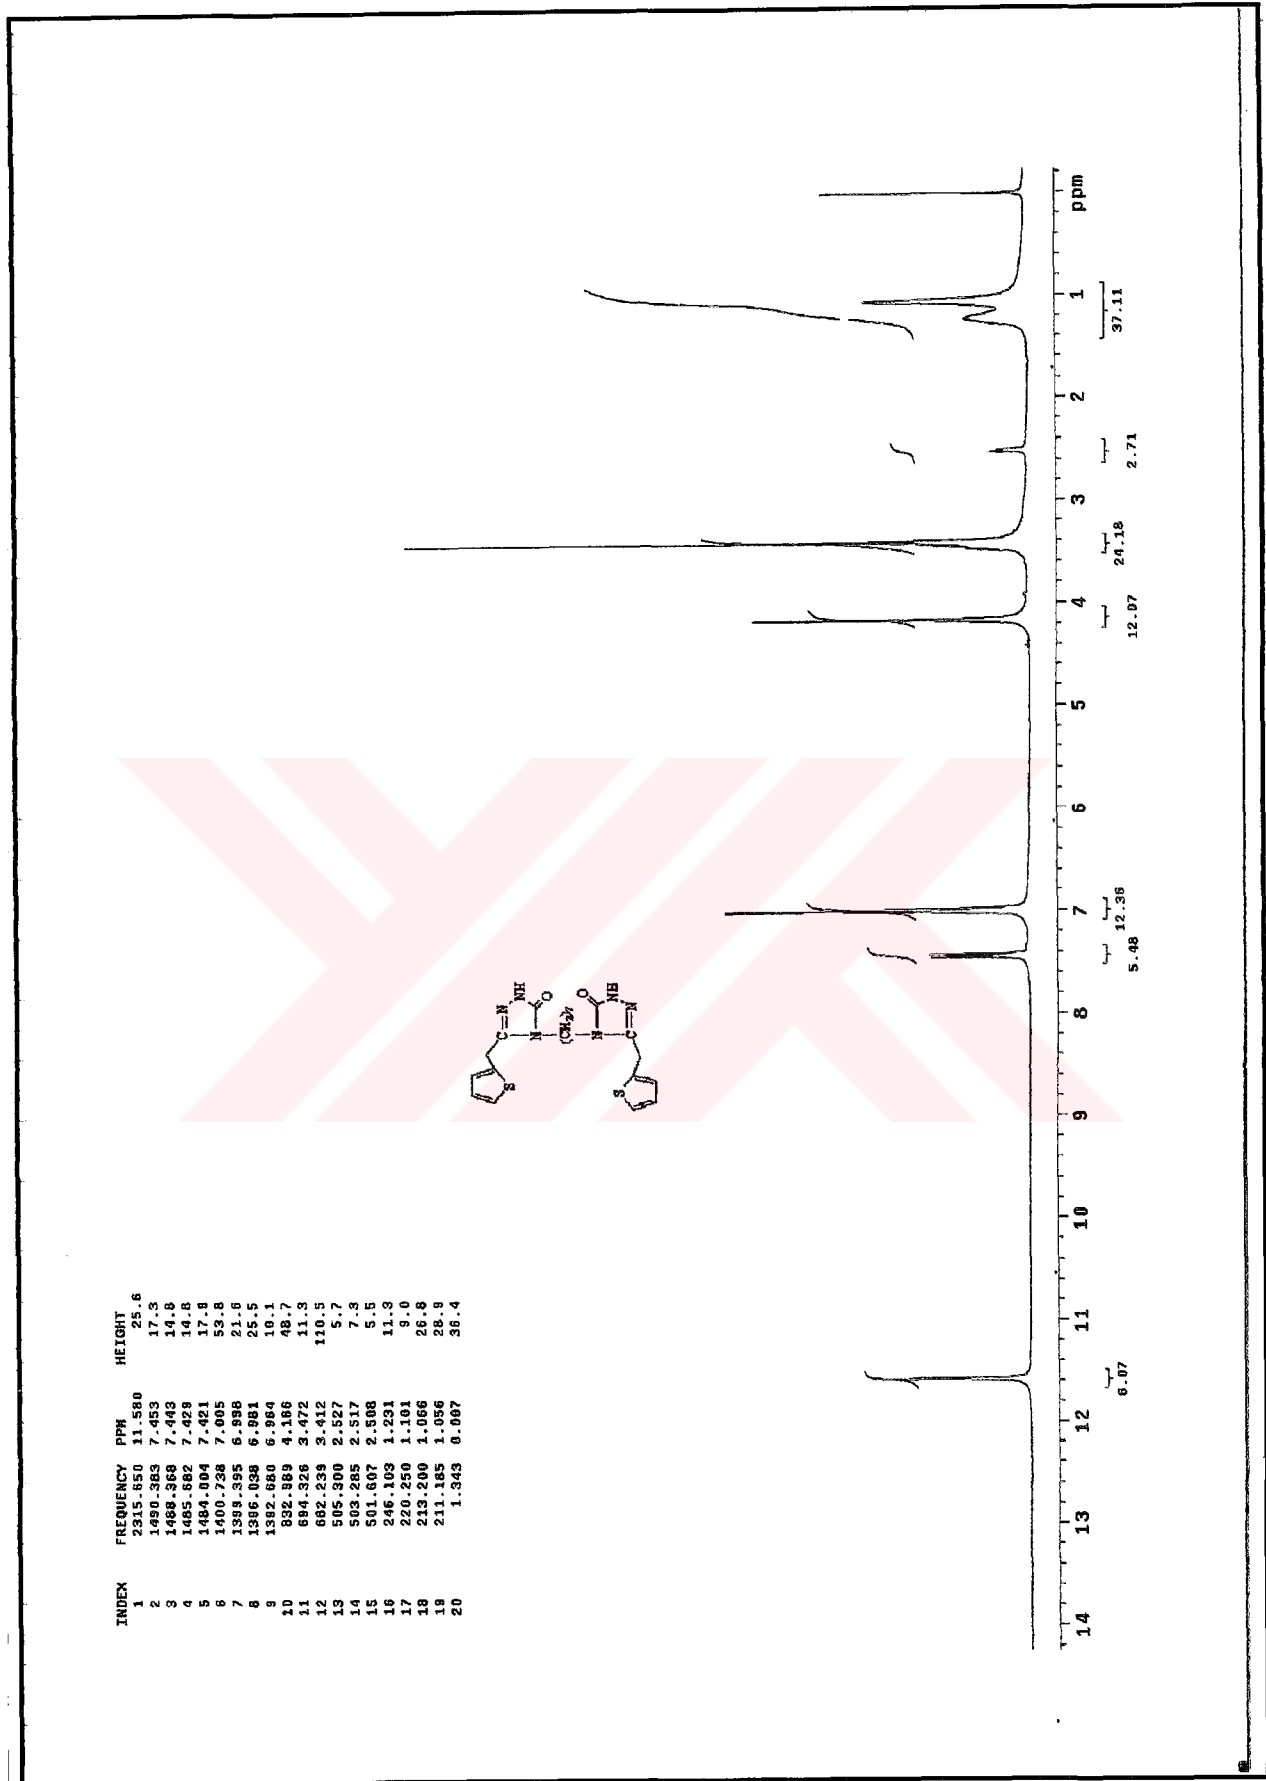 INDEX FREQUENCY PPM HEIGHT
1 2315.650 11.580 25.6
2 1490.383 7.453 17.3
3 1488.368 7.443 14.8
4 1485.682 7.429 14.8
5 1484.004 7.421 17.9
6 1400.738 7.005 53.8
7 1399.395 6.998 21.6
8 1396.038 6.981 25.5
9 1392.680 6.964 10.1
10 832.989 4.166 48.7
11 694.326 3.472 11.3
12 682.239 3.412 110.5
13 505.300 2.527 5.7
14 503.285 2.517 7.3
15 501.607 2.508 5.5
16 246.103 1.231 11.3
17 220.250 1.101 9.0
18 213.200 1.066 26.8
19 211.185 1.056 28.9
20 1.343 0.007 36.4
S
C=N
NH
N
O
(CH2)7
O
N
NH
C=N
S
14 13 12 11 10 9 8 7 6 5 4 3 2 1 ppm
6.07 5.48 12.36 12.07 24.18 2.71 37.11